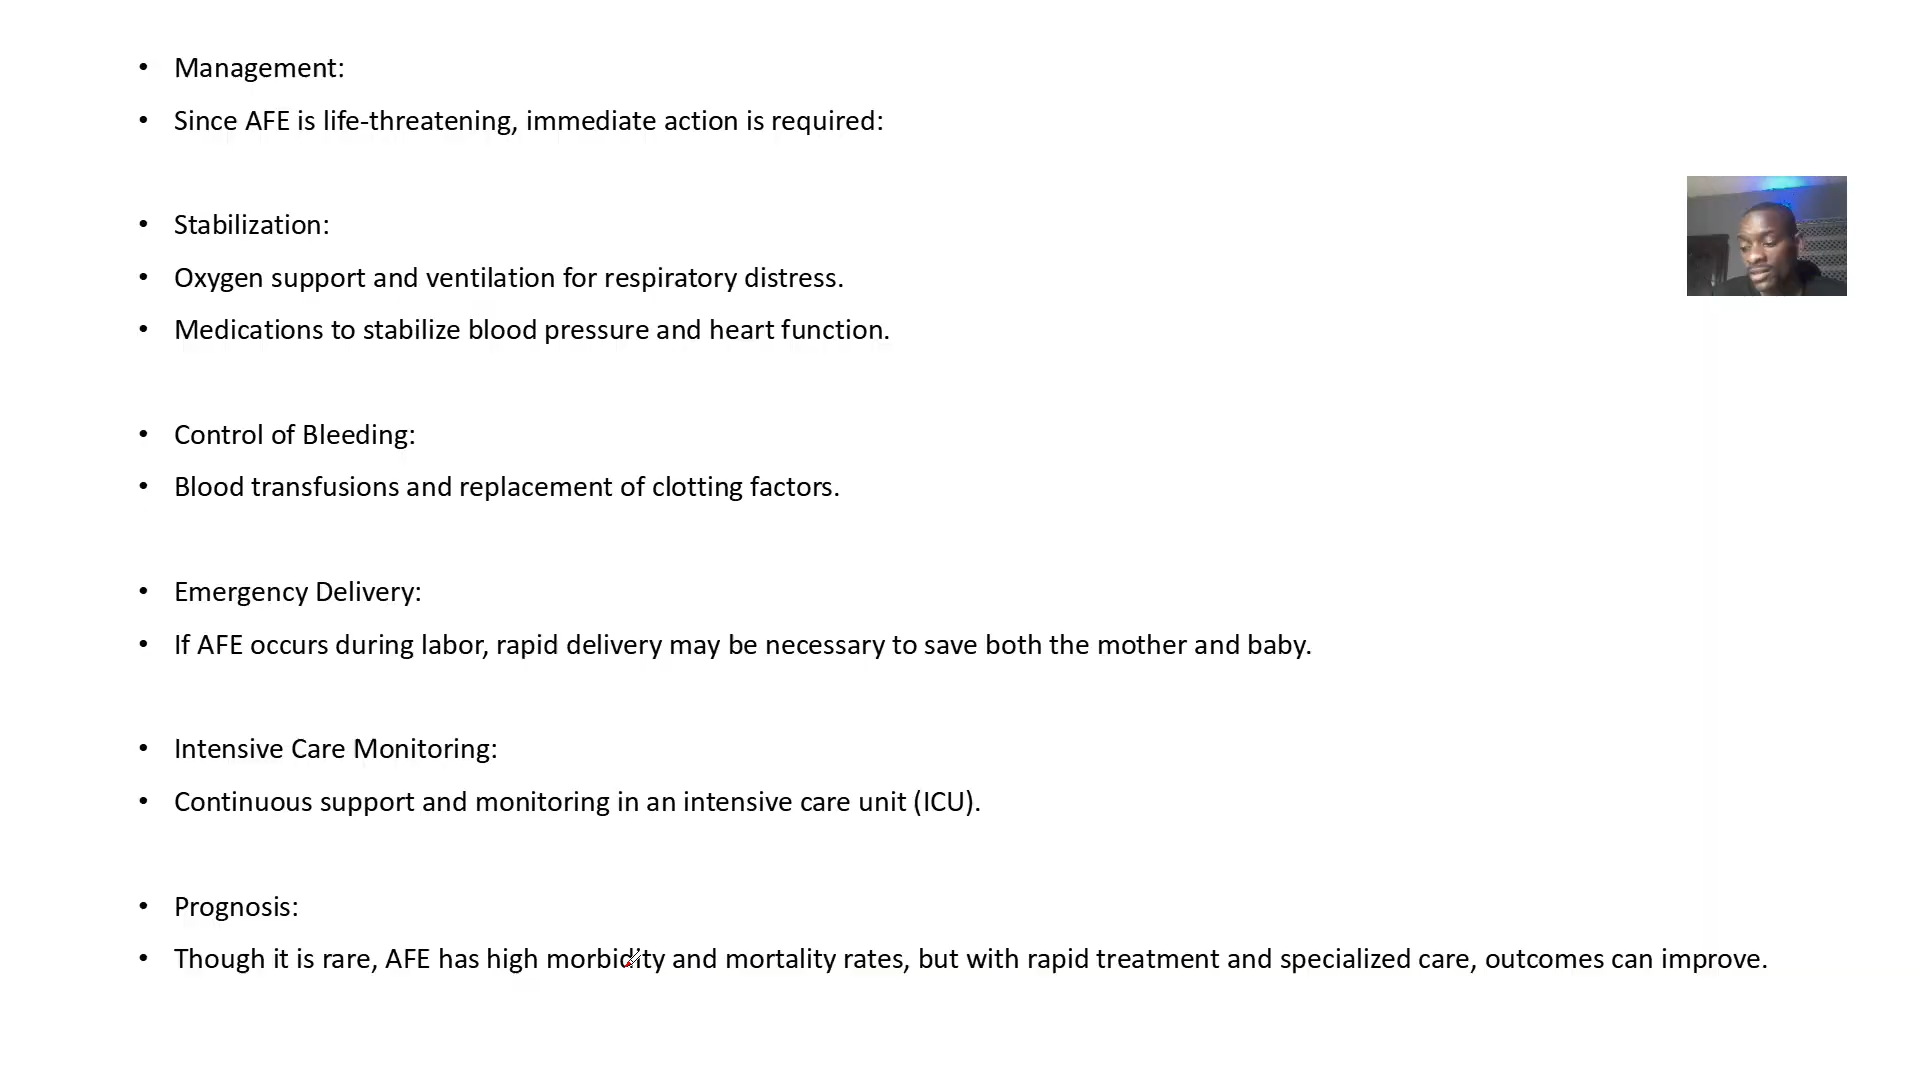 • Management:
• Since AFE is life-threatening, immediate action is required:
• Stabilization:
• Oxygen support and ventilation for respiratory distress.
• Medications to stabilize blood pressure and heart function.
• Control of Bleeding:
• Blood transfusions and replacement of clotting factors.
• Emergency Delivery:
• If AFE occurs during labor, rapid delivery may be necessary to save both the mother and baby.
• Intensive Care Monitoring:
• Continuous support and monitoring in an intensive care unit (ICU).
• Prognosis:
• Though it is rare, AFE has high morbidity and mortality rates, but with rapid treatment and specialized care, outcomes can improve.